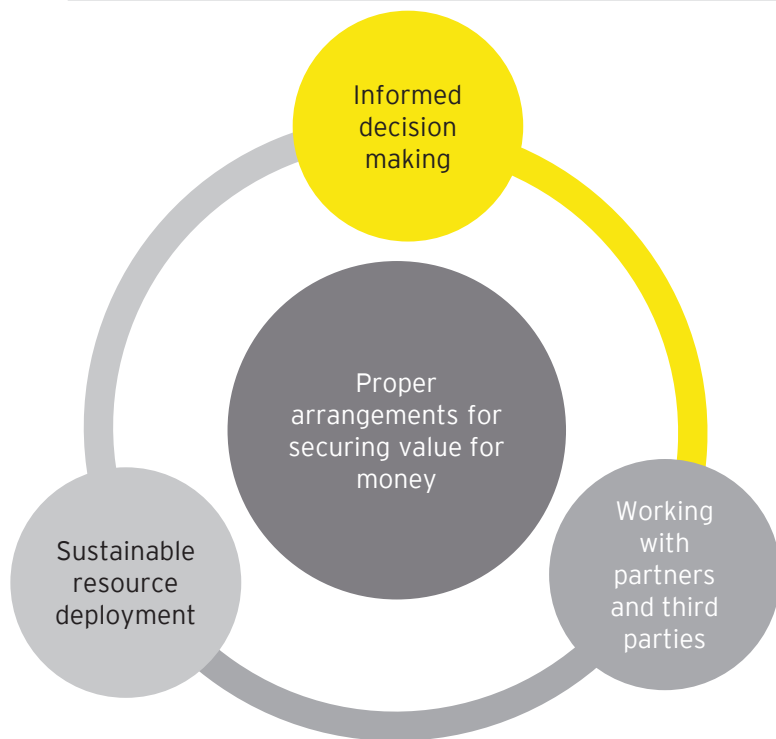 Informed
decision
making
Proper
arrangements for
securing value for
money
Sustainable
resource
deployment
Working
with
partners
and third
parties